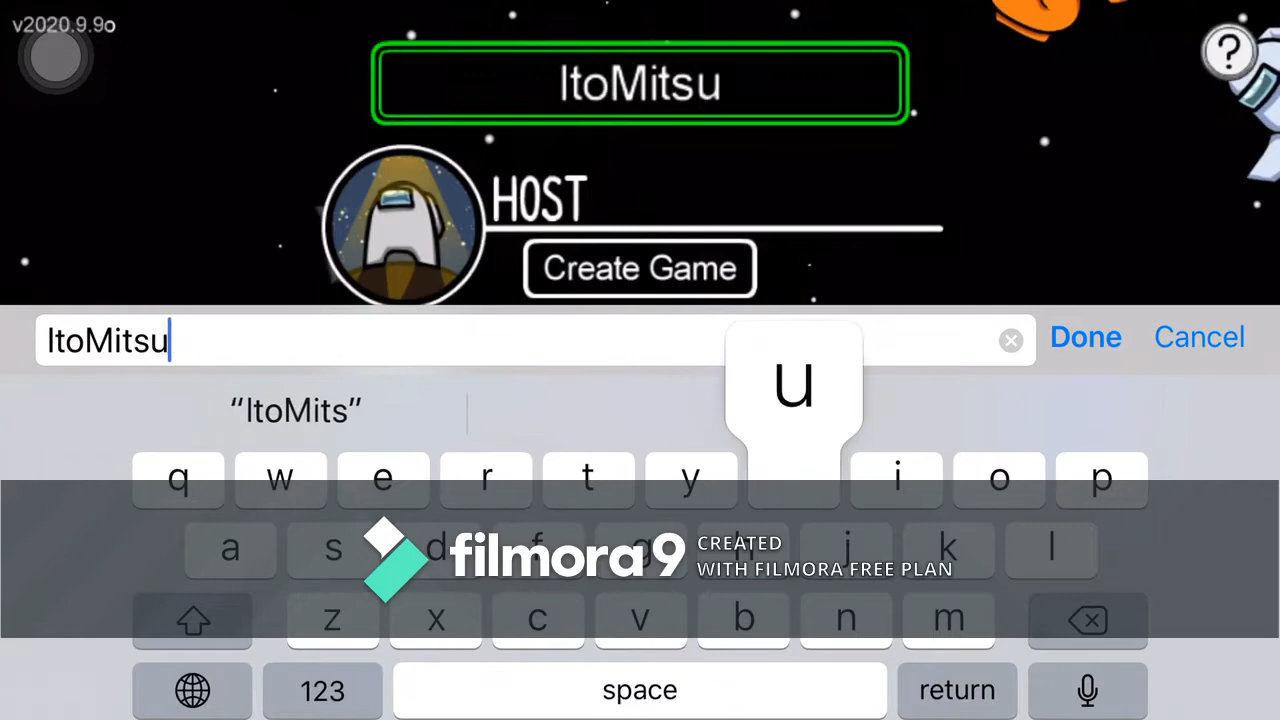 v2020.9.9o
ItoMitsu
?
HOST
Create Game
ItoMitsu
Done
Cancel
“ItoMits”
u
q w e r t y i o p
a s d f g h j k l
filmora9
CREATED
WITH FILMORA FREE PLAN
z x c v b n m
123
space
return